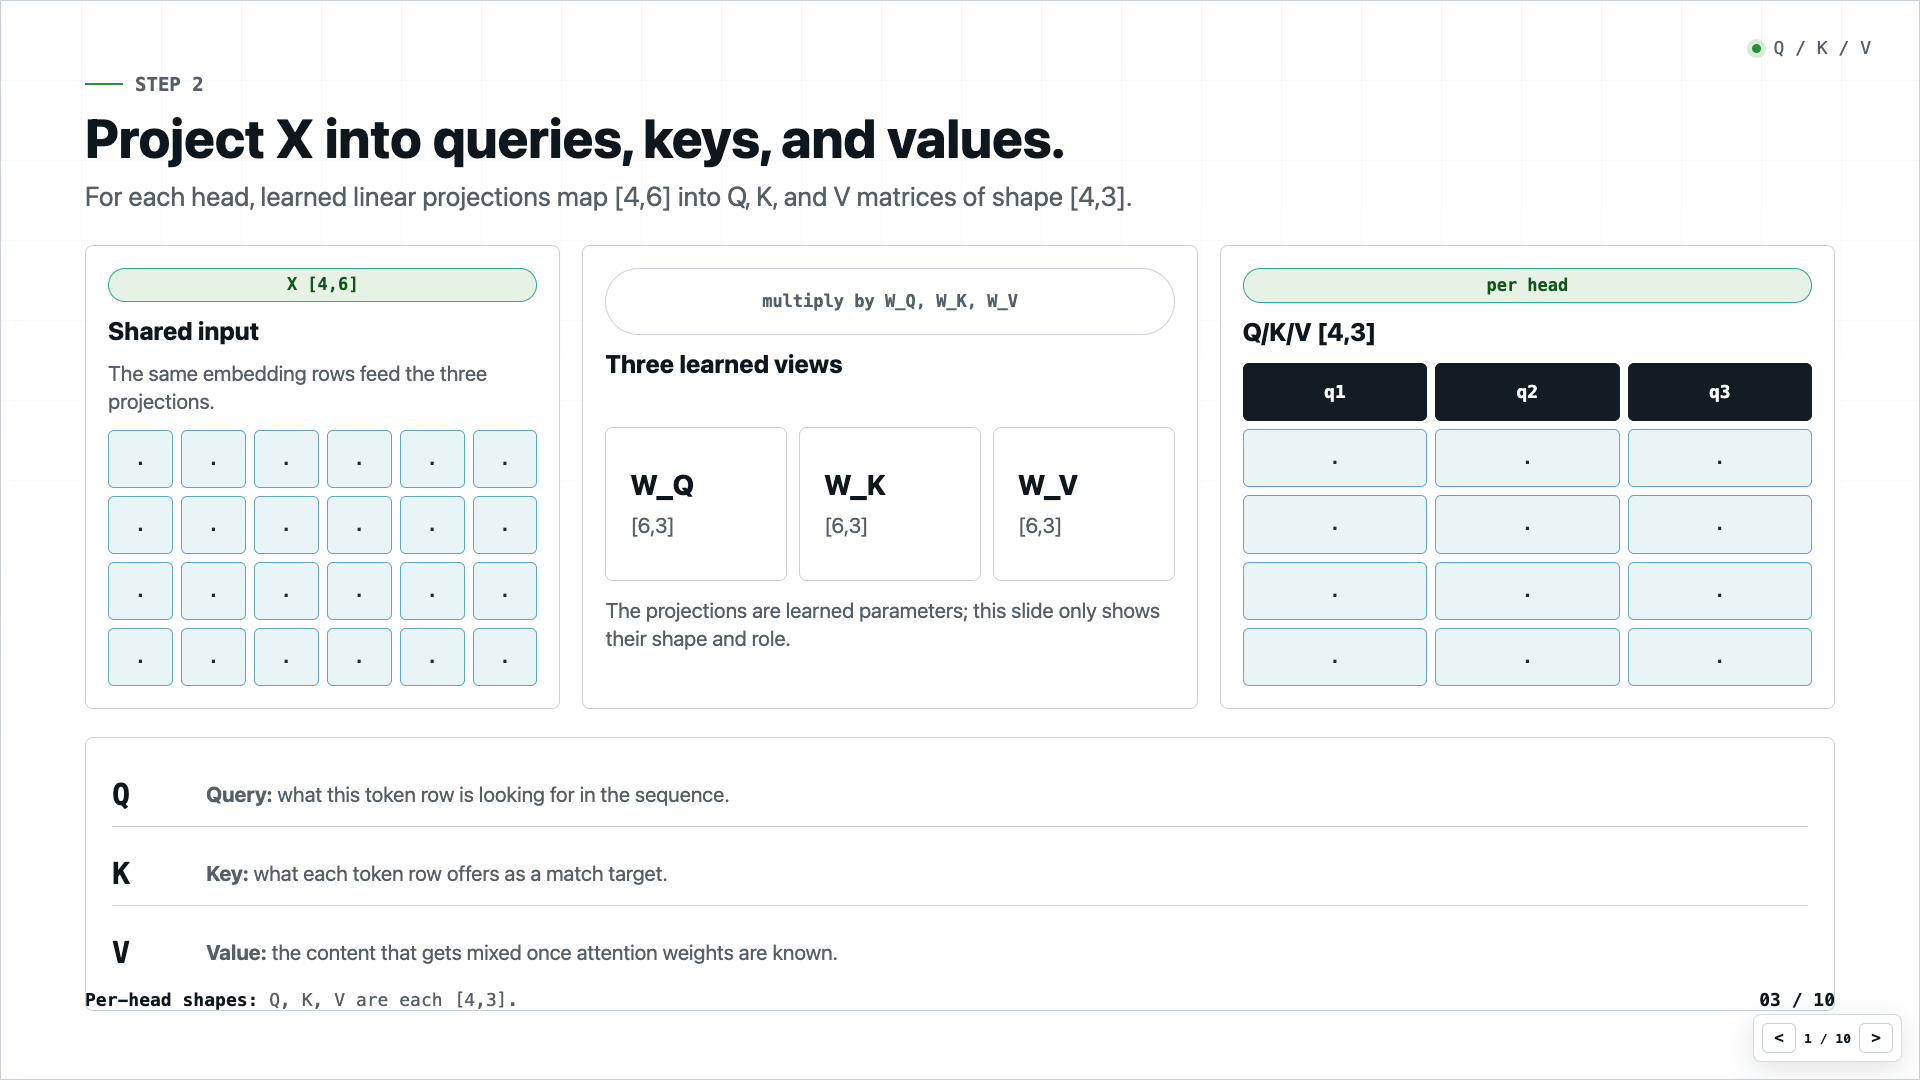 Q / K / V
STEP 2
Project X into queries, keys, and values.
For each head, learned linear projections map [4,6] into Q, K, and V matrices of shape [4,3].
X [4,6]
Shared input
The same embedding rows feed the three
projections.
. . . . . .
. . . . . .
. . . . . .
. . . . . .
multiply by W_Q, W_K, W_V
Three learned views
W_Q W_K W_V
[6,3] [6,3] [6,3]
The projections are learned parameters; this slide only shows
their shape and role.
per head
Q/K/V [4,3]
q1 q2 q3
. . .
. . .
. . .
. . .
Q Query: what this token row is looking for in the sequence.
K Key: what each token row offers as a match target.
V Value: the content that gets mixed once attention weights are known.
Per-head shapes: Q, K, V are each [4,3].
03 / 10
< 1 / 10 >